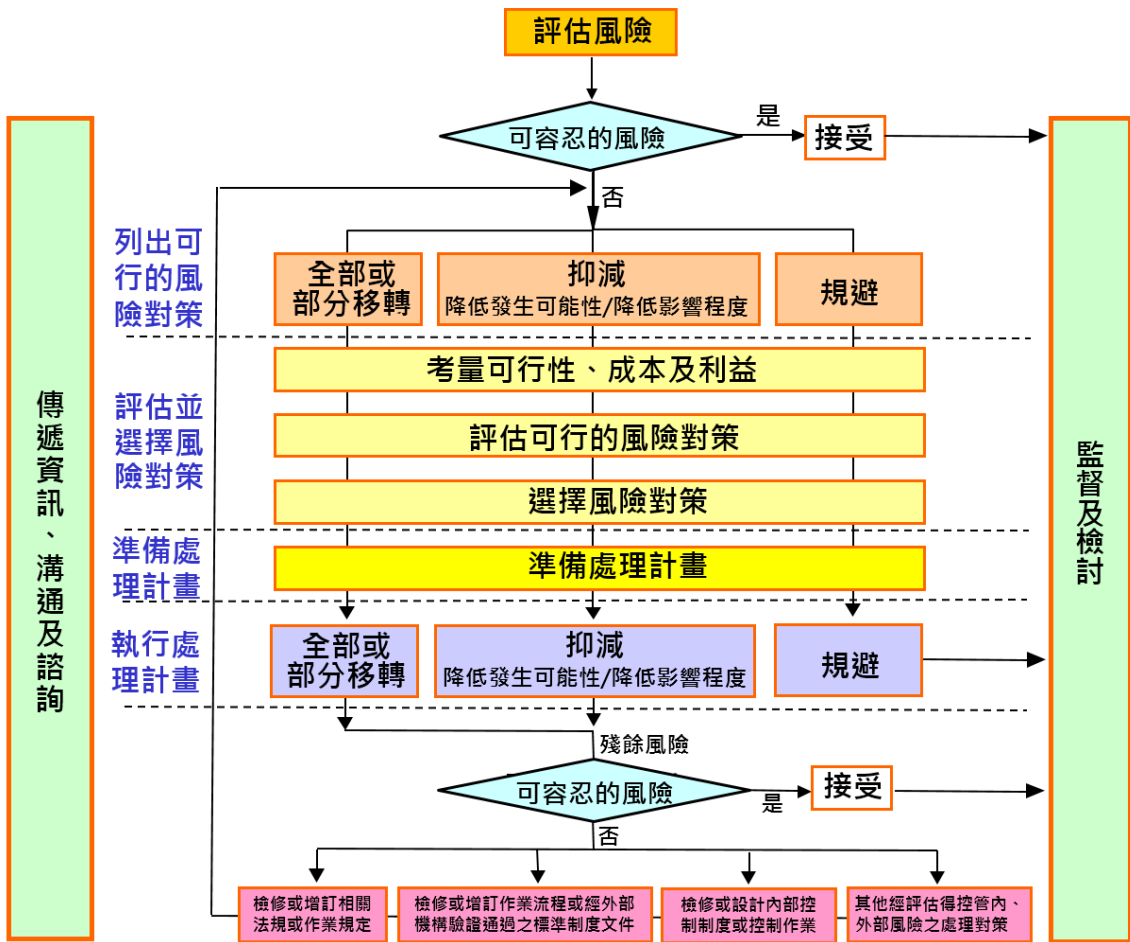 評估風險
可容忍的風險
是
接受
否
列出可
行的風
險對策
全部或
部分移轉
抑減
降低發生可能性/降低影響程度
規避
評估並
選擇風
險對策
考量可行性、成本及利益
評估可行的風險對策
選擇風險對策
準備處
理計畫
準備處理計畫
執行處
理計畫
全部或
部分移轉
抑減
降低發生可能性/降低影響程度
規避
殘餘風險
可容忍的風險
是
接受
否
檢修或增訂相關
法規或作業規定
檢修或增訂作業流程或經外部
機構驗證通過之標準制度文件
檢修或設計內部控
制制度或控制作業
其他經評估得控管內、
外部風險之處理對策
傳遞資訊、溝通及諮詢
監督及檢討